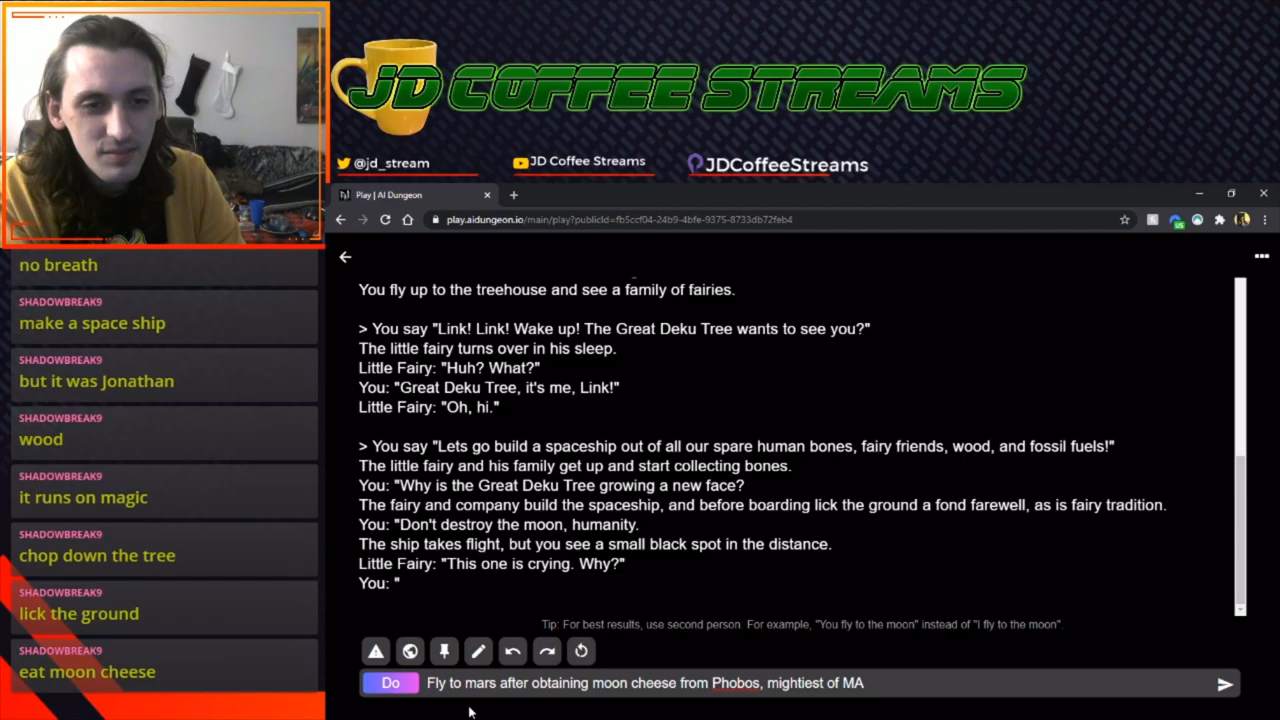 JD COFFEE STREAMS
@jd_stream
JD Coffee Streams
JDCoffeeStreams
Play | AI Dungeon
play.aidungeon.io/main/play?publicId=fb5ccf04-24b9-4bfe-9375-8733db72feb4
US
no breath
SHADOWBREAK9
make a space ship
SHADOWBREAK9
but it was Jonathan
SHADOWBREAK9
wood
SHADOWBREAK9
it runs on magic
SHADOWBREAK9
chop down the tree
SHADOWBREAK9
lick the ground
SHADOWBREAK9
eat moon cheese
You fly up to the treehouse and see a family of fairies.
> You say "Link! Link! Wake up! The Great Deku Tree wants to see you?"
The little fairy turns over in his sleep.
Little Fairy: "Huh? What?"
You: "Great Deku Tree, it's me, Link!"
Little Fairy: "Oh, hi."
> You say "Lets go build a spaceship out of all our spare human bones, fairy friends, wood, and fossil fuels!"
The little fairy and his family get up and start collecting bones.
You: "Why is the Great Deku Tree growing a new face?
The fairy and company build the spaceship, and before boarding lick the ground a fond farewell, as is fairy tradition.
You: "Don't destroy the moon, humanity.
The ship takes flight, but you see a small black spot in the distance.
Little Fairy: "This one is crying. Why?"
You: "
Tip: For best results, use second person. For example, "You fly to the moon" instead of "I fly to the moon".
Do Fly to mars after obtaining moon cheese from Phobos, mightiest of MA